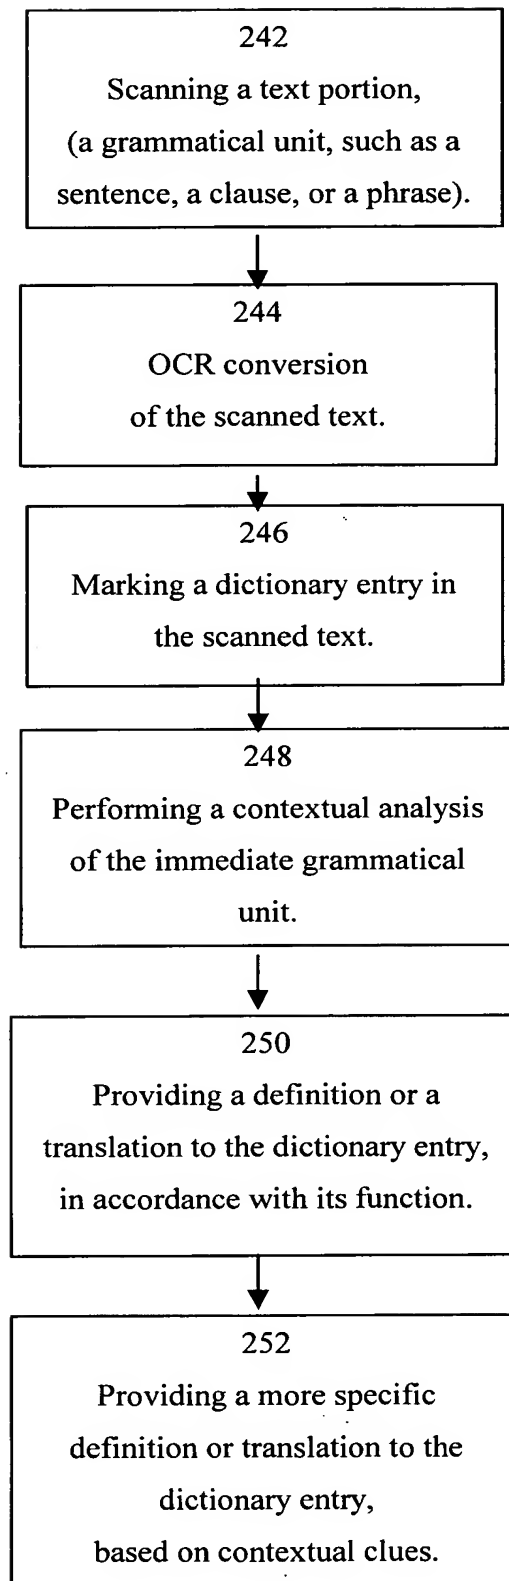 242
Scanning a text portion,
(a grammatical unit, such as a
sentence, a clause, or a phrase).
244
OCR conversion
of the scanned text.
246
Marking a dictionary entry in
the scanned text.
248
Performing a contextual analysis
of the immediate grammatical
unit.
250
Providing a definition or a
translation to the dictionary entry,
in accordance with its function.
252
Providing a more specific
definition or translation to the
dictionary entry,
based on contextual clues.